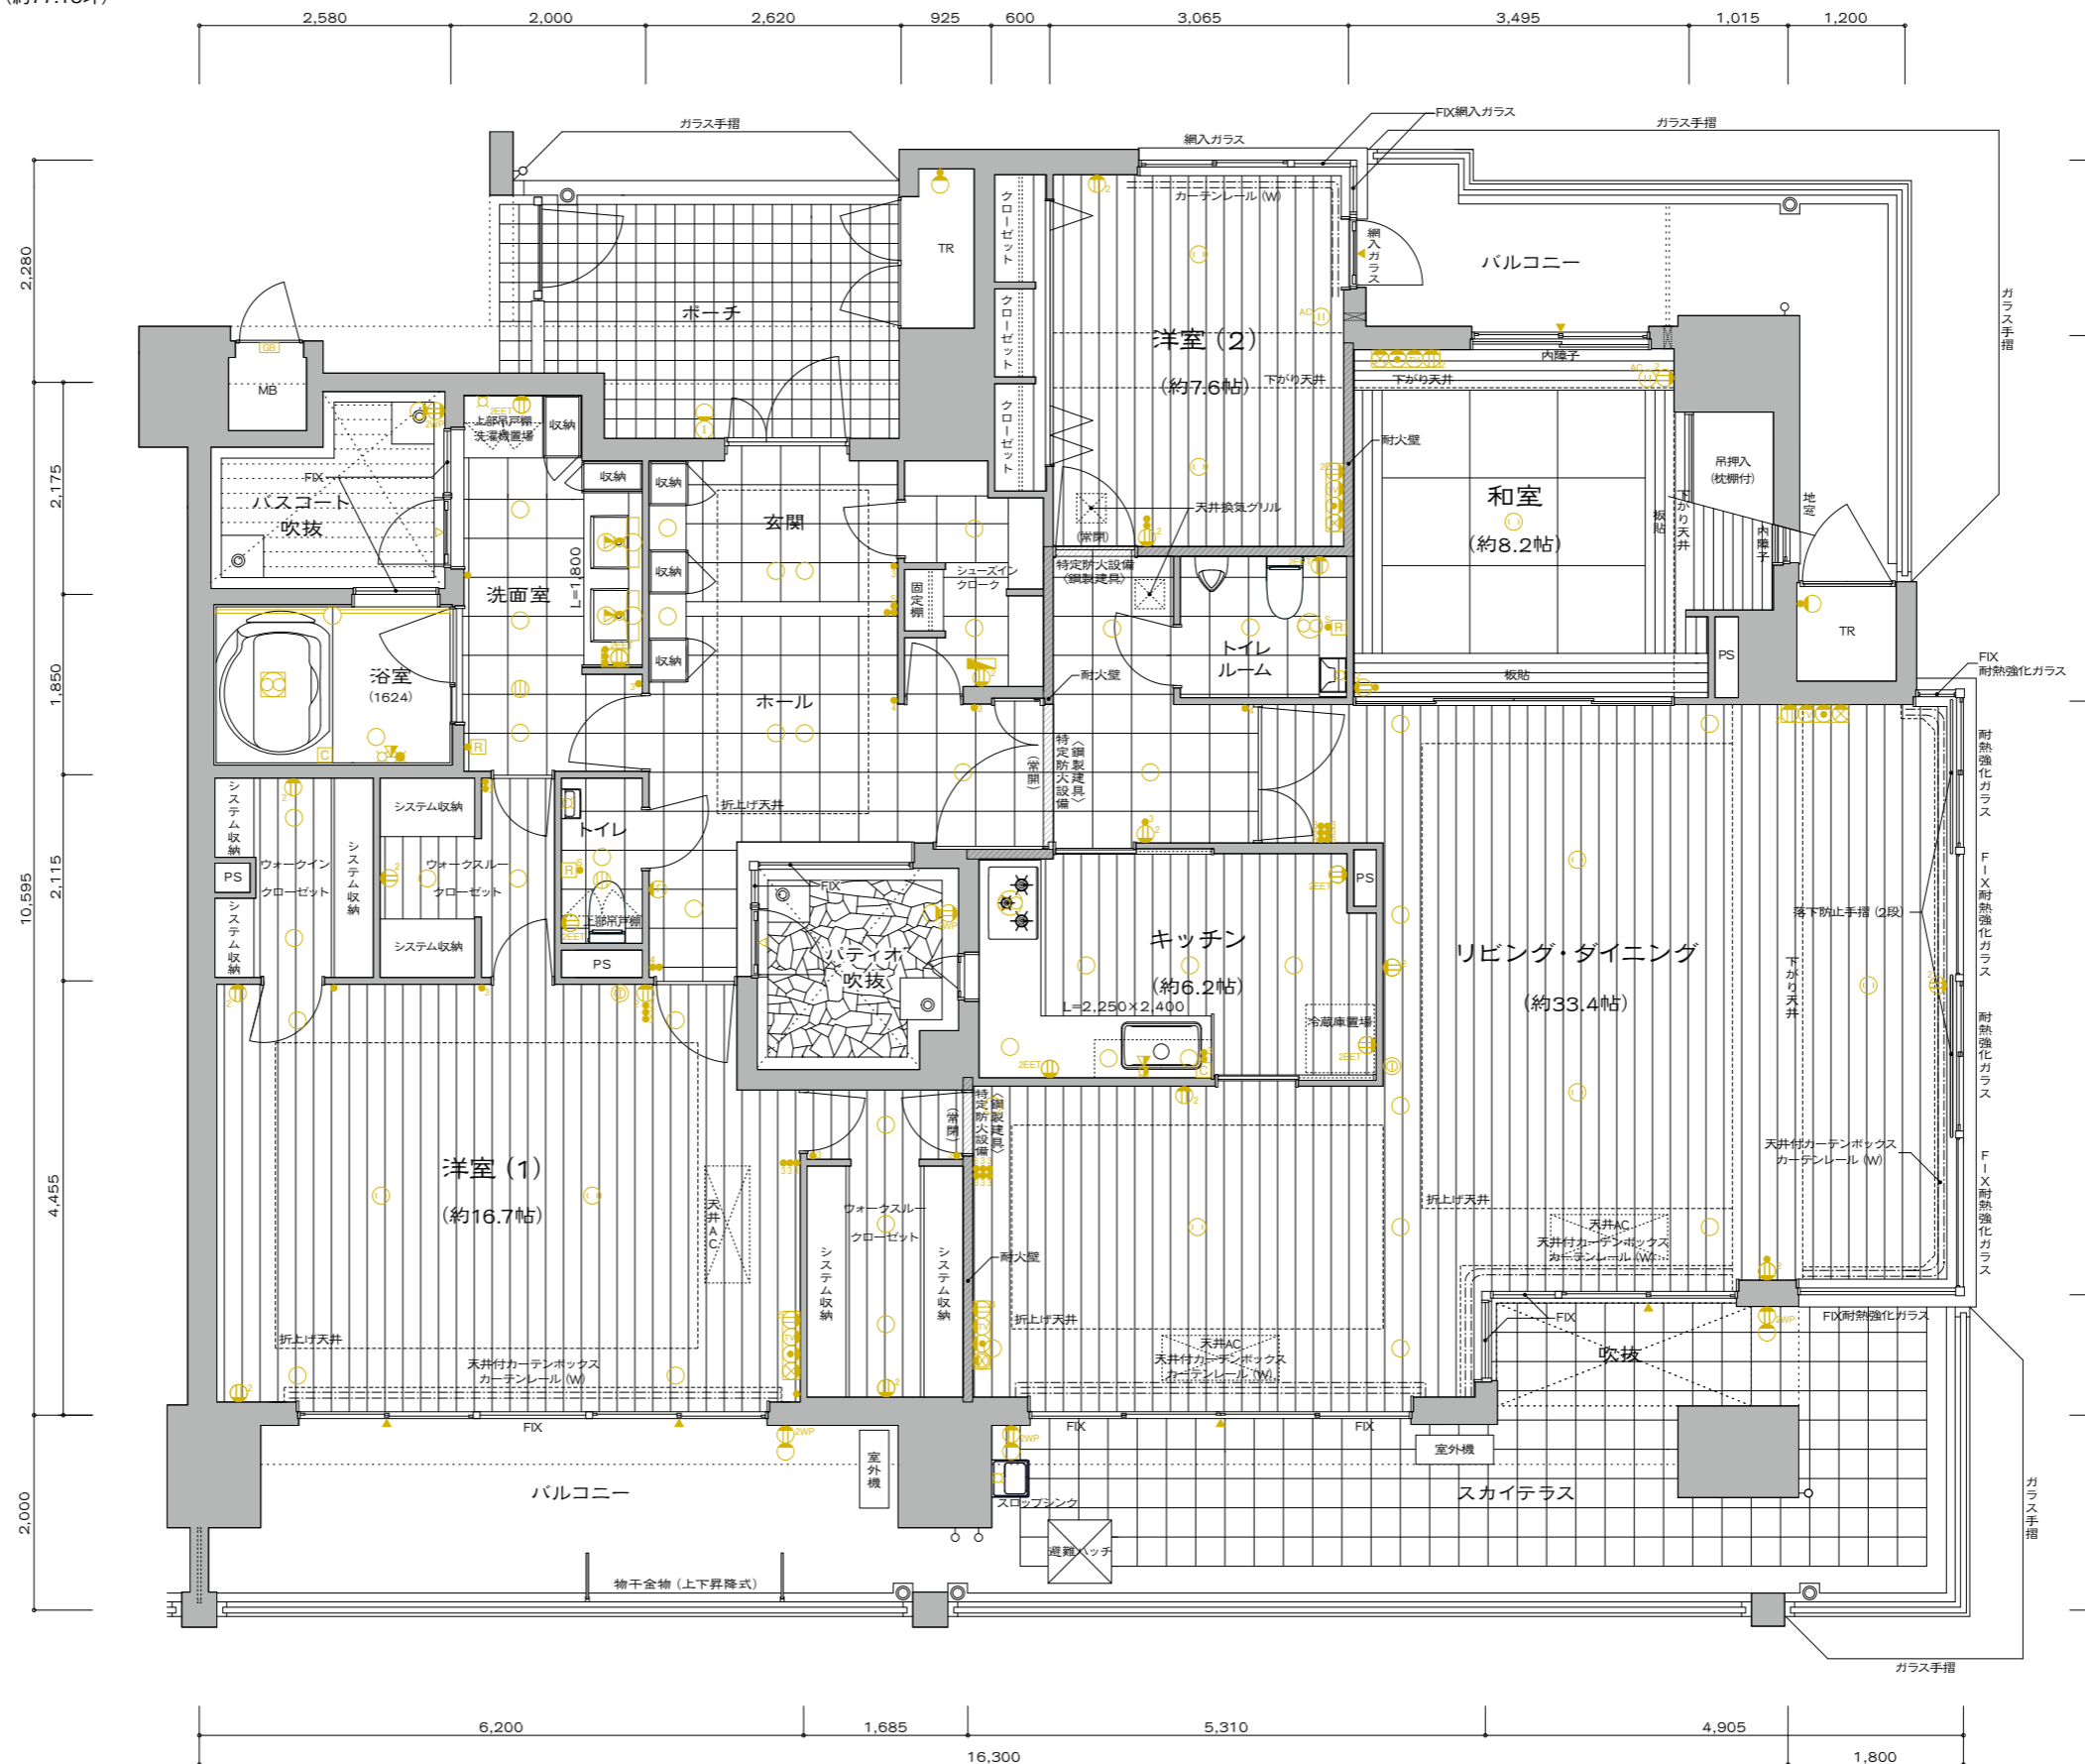 2,580
2,000
2,620
925
600
3,065
3,495
1,015
1,200
ガラス手摺
網入ガラス
FIX網入ガラス
ガラス手摺
カーテンレール (W)
クローゼット
クローゼット
クローゼット
TR
網入ガラス
バルコニー
ガラス手摺
2,280
ポーチ
洋室 (2)
(約7.6帖)
下がり天井
AC
内障子
下がり天井
AC
GB
MB
2,175
2WP
2EET
上部吊戸棚
洗濯機置場
収納
収納
収納
耐火壁
吊押入
(枕棚付)
FIX
バスコート
吹抜
玄関
天井換気グリル
(常閉)
和室
(約8.2帖)
板貼
下がり天井
地窓
内障子
L=1,800
洗面室
収納
固定棚
シューズイン
クローク
特定防火設備
〈鋼製建具〉
トイレ
ルーム
板貼
PS
TR
1,850
浴室
(1624)
収納
耐火壁
FIX
耐熱強化ガラス
ホール
C
R
R
特定防火設備
〈鋼製建具〉
(常開)
折上げ天井
耐熱強化ガラス
10,595
2,115
システム収納
PS
システム収納
ウォークイン
クローゼット
システム収納
システム収納
ウォークスルー
クローゼット
システム収納
トイレ
R
上部吊戸棚
2EET
PS
FIX
2WP
パティオ
吹抜
キッチン
(約6.2帖)
L=2,250×2,400
2EET
PS
冷蔵庫置場
2EET
2EET
C
リビング・ダイニング
(約33.4帖)
下がり天井
落下防止手摺 (2段)
FIX耐熱強化ガラス
耐熱強化ガラス
FIX耐熱強化ガラス
4,455
洋室 (1)
(約16.7帖)
天井AC
折上げ天井
天井付カーテンボックス
カーテンレール (W)
(常閉)
特定防火設備
〈鋼製建具〉
ウォークスルー
クローゼット
システム収納
システム収納
耐火壁
折上げ天井
天井AC
天井付カーテンボックス
カーテンレール (W)
折上げ天井
天井AC
天井付カーテンボックス
カーテンレール (W)
天井付カーテンボックス
カーテンレール (W)
FIX
FIX耐熱強化ガラス
2WP
吹抜
FIX
2WP
FIX
2WP
FIX
室外機
室外機
2,000
バルコニー
スロップシンク
スカイテラス
避難ハッチ
物干金物 (上下昇降式)
ガラス手摺
ガラス手摺
6,200
1,685
5,310
4,905
16,300
1,800